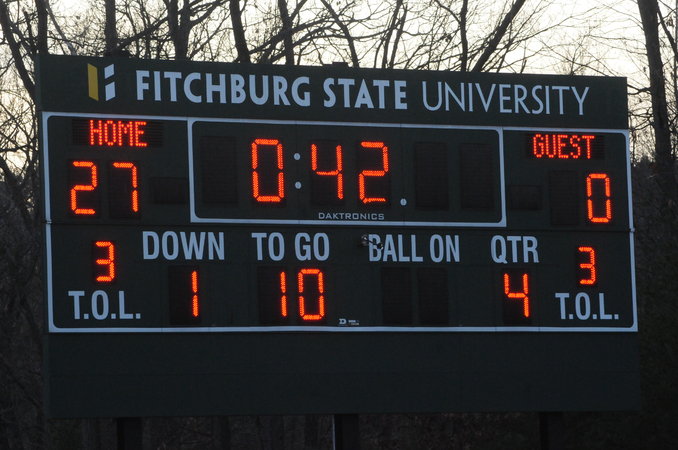 FITCHBURG STATE UNIVERSITY
HOME 0:42. GUEST
27 0
DAKTRONICS
3 DOWN TO GO BALL ON QTR 3
T.O.L. 1 10 4 T.O.L.